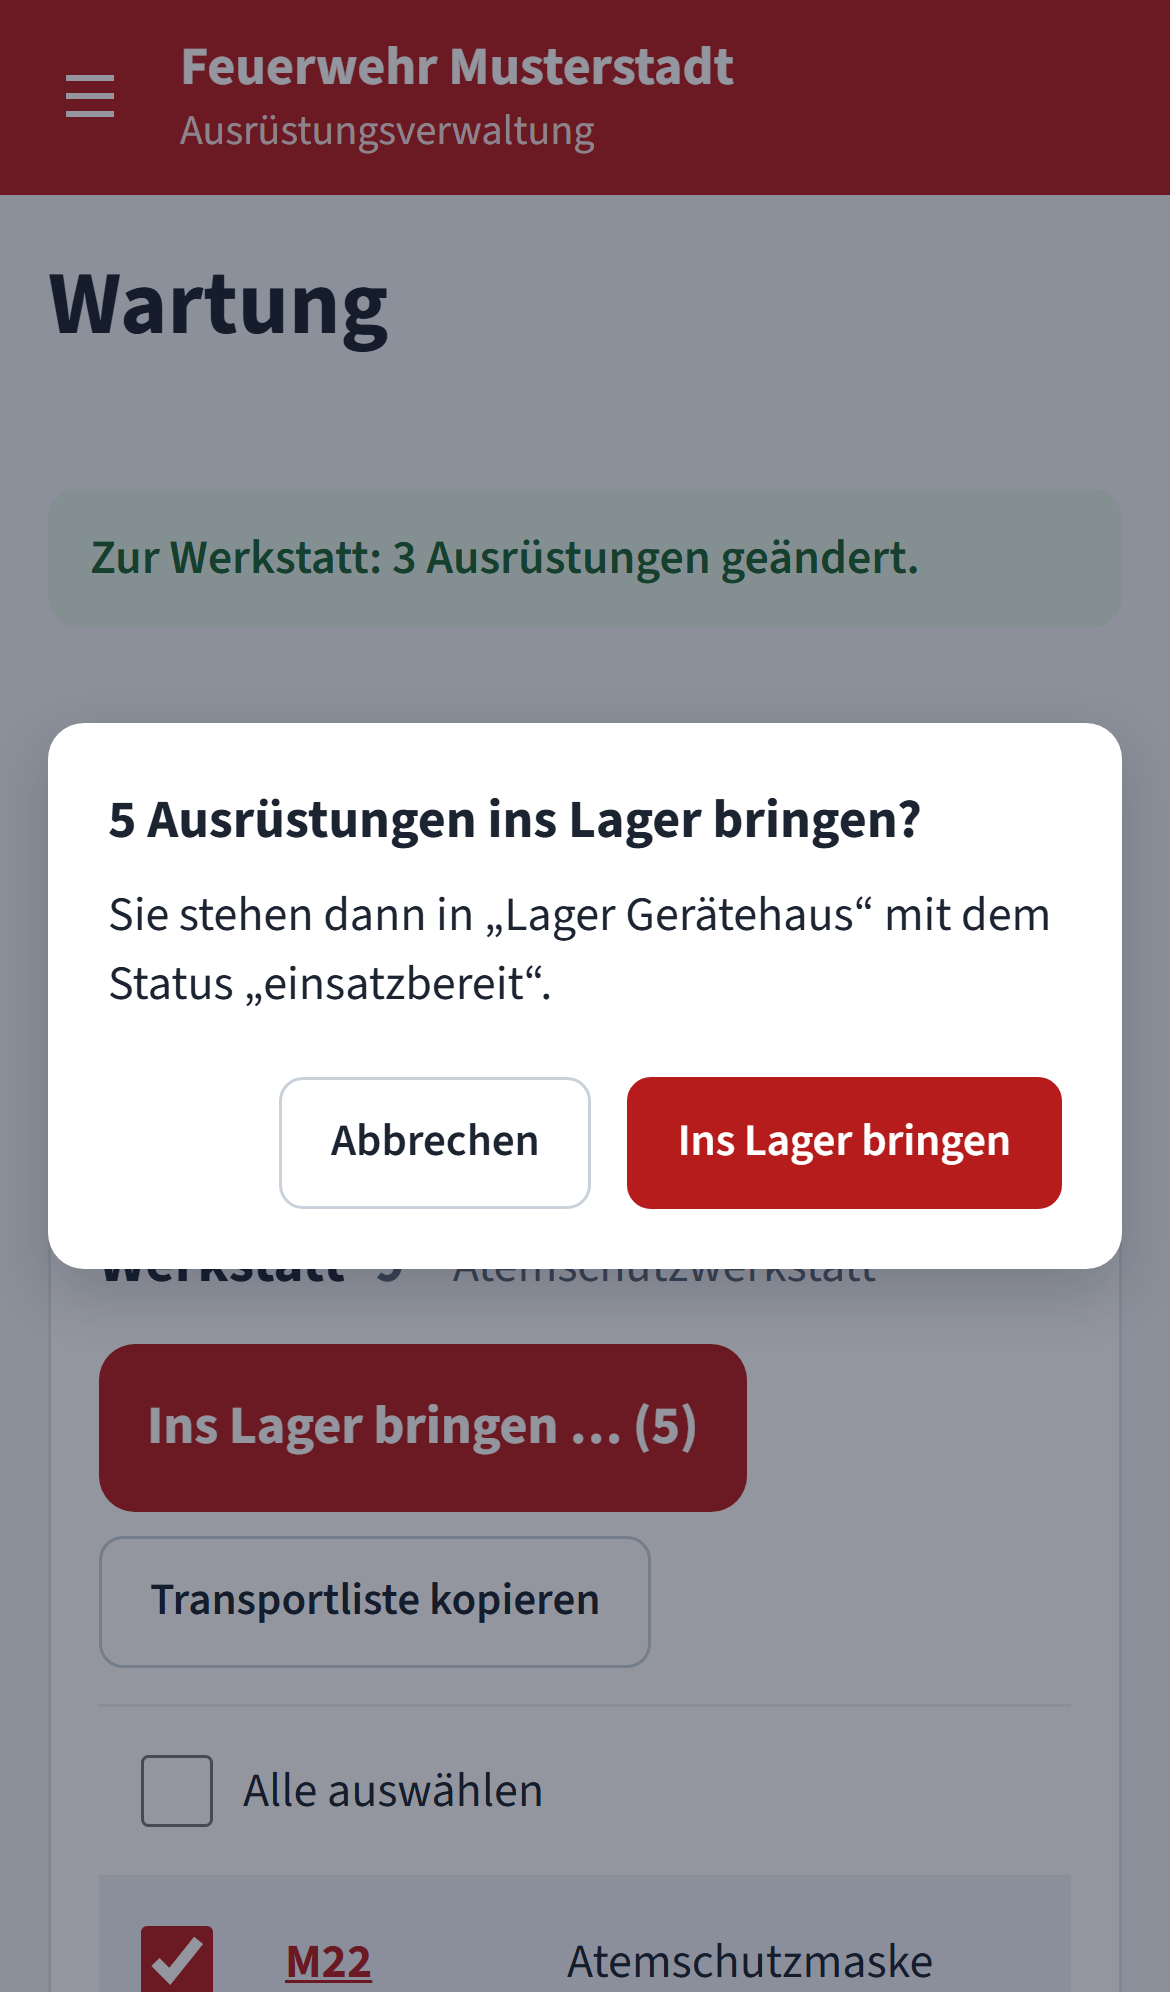 Feuerwehr Musterstadt
Ausrüstungsverwaltung
Wartung
Zur Werkstatt: 3 Ausrüstungen geändert.
5 Ausrüstungen ins Lager bringen?
Sie stehen dann in „Lager Gerätehaus“ mit dem
Status „einsatzbereit“.
Abbrechen
Ins Lager bringen
Werkstatt Atemschutzwerkstatt
Ins Lager bringen … (5)
Transportliste kopieren
Alle auswählen
M22 Atemschutzmaske